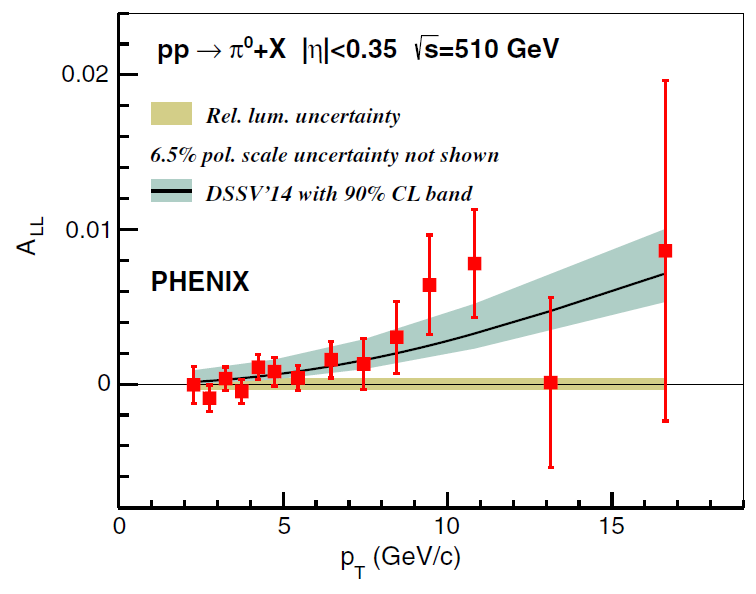 pp → π⁰+X |η|<0.35 √s=510 GeV
0.02
Rel. lum. uncertainty
6.5% pol. scale uncertainty not shown
DSSV'14 with 90% CL band
0.01
A_LL
PHENIX
0
0 5 10 15
p_T (GeV/c)